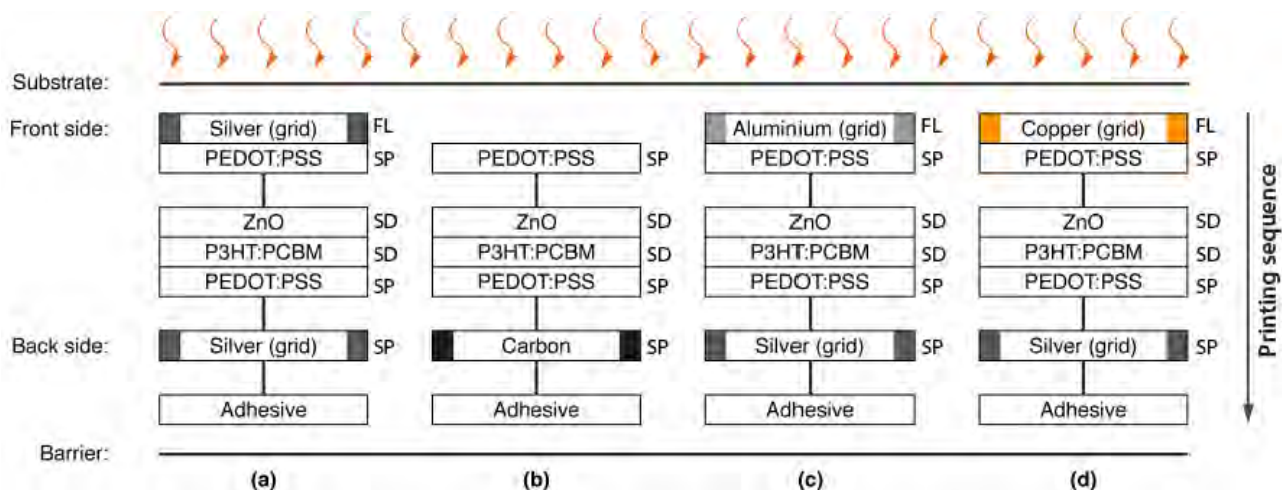 Substrate:
Front side: Silver (grid) FL Aluminium (grid) FL Copper (grid) FL
PEDOT:PSS SP PEDOT:PSS SP PEDOT:PSS SP PEDOT:PSS SP
ZnO SD ZnO SD ZnO SD ZnO SD
P3HT:PCBM SD P3HT:PCBM SD P3HT:PCBM SD P3HT:PCBM SD
PEDOT:PSS SP PEDOT:PSS SP PEDOT:PSS SP PEDOT:PSS SP
Back side: Silver (grid) SP Carbon SP Silver (grid) SP Silver (grid) SP
Adhesive Adhesive Adhesive Adhesive
Barrier:
(a) (b) (c) (d)
Printing sequence